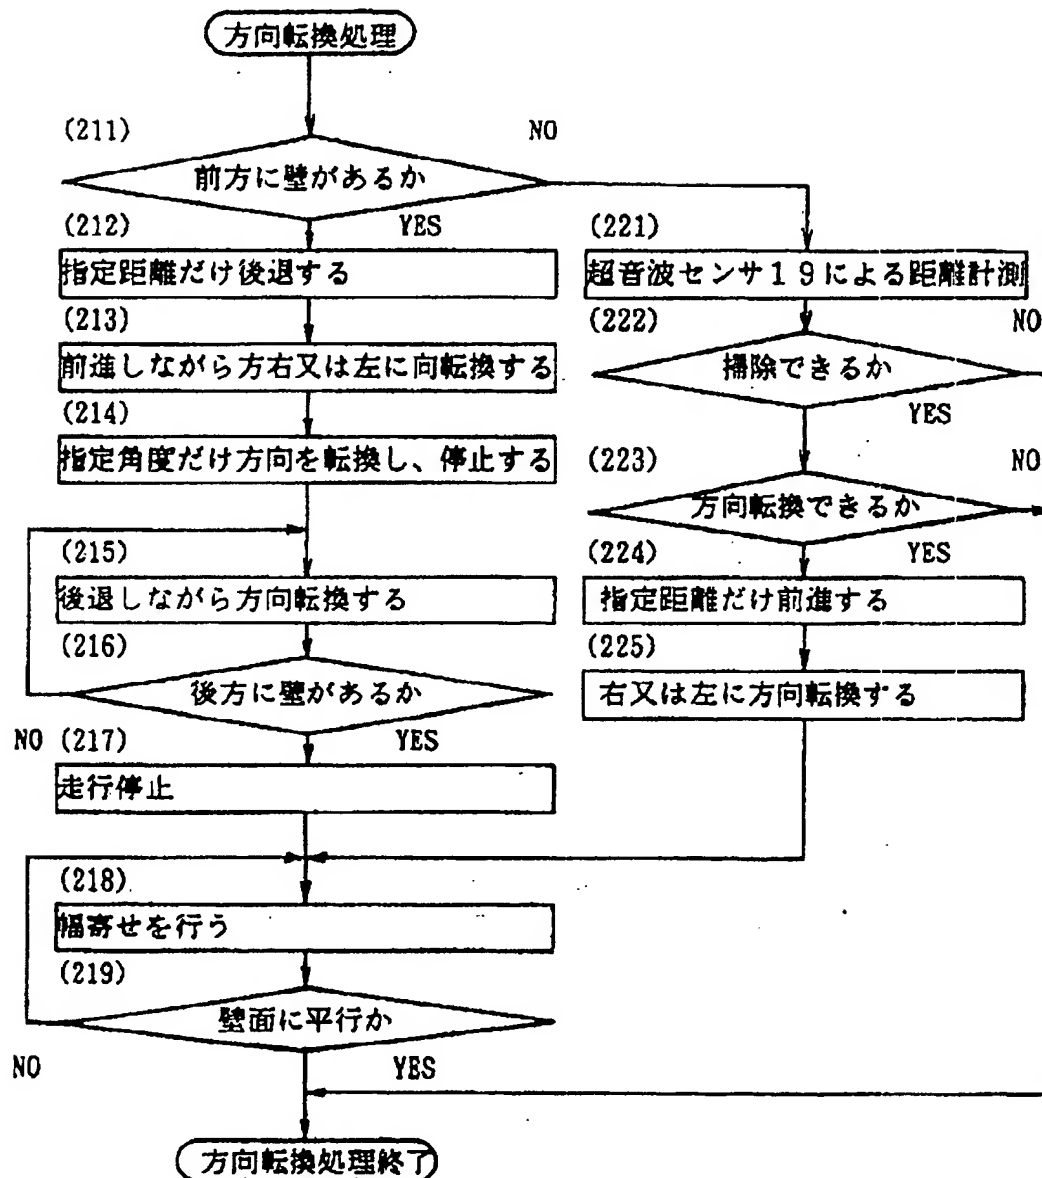 方向転換処理
(211)
NO
前方に壁があるか
(212)
YES
指定距離だけ後退する
(213)
前進しながら方右又は左に向転換する
(214)
指定角度だけ方向を転換し、停止する
(215)
後退しながら方向転換する
(216)
後方に壁があるか
NO
(217)
YES
走行停止
(218)
幅寄せを行う
(219)
壁面に平行か
NO
YES
(221)
超音波センサ19による距離計測
(222)
NO
掃除できるか
YES
(223)
NO
方向転換できるか
(224)
YES
指定距離だけ前進する
(225)
右又は左に方向転換する
方向転換処理終了